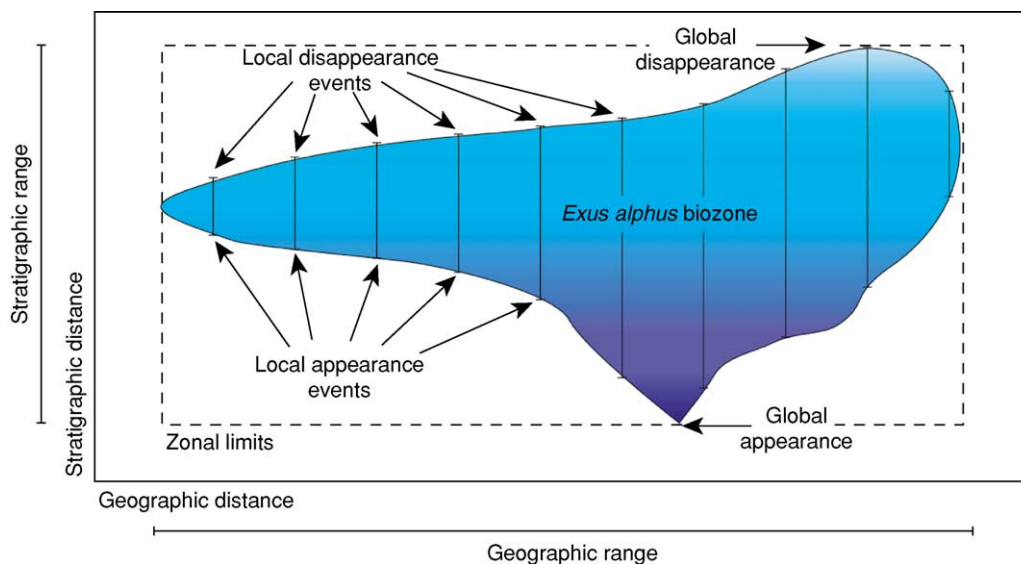 Global
disappearance
Local disappearance
events
Exus alphus biozone
Stratigraphic range
Stratigraphic distance
Local appearance
events
Global
appearance
Zonal limits
Geographic distance
Geographic range